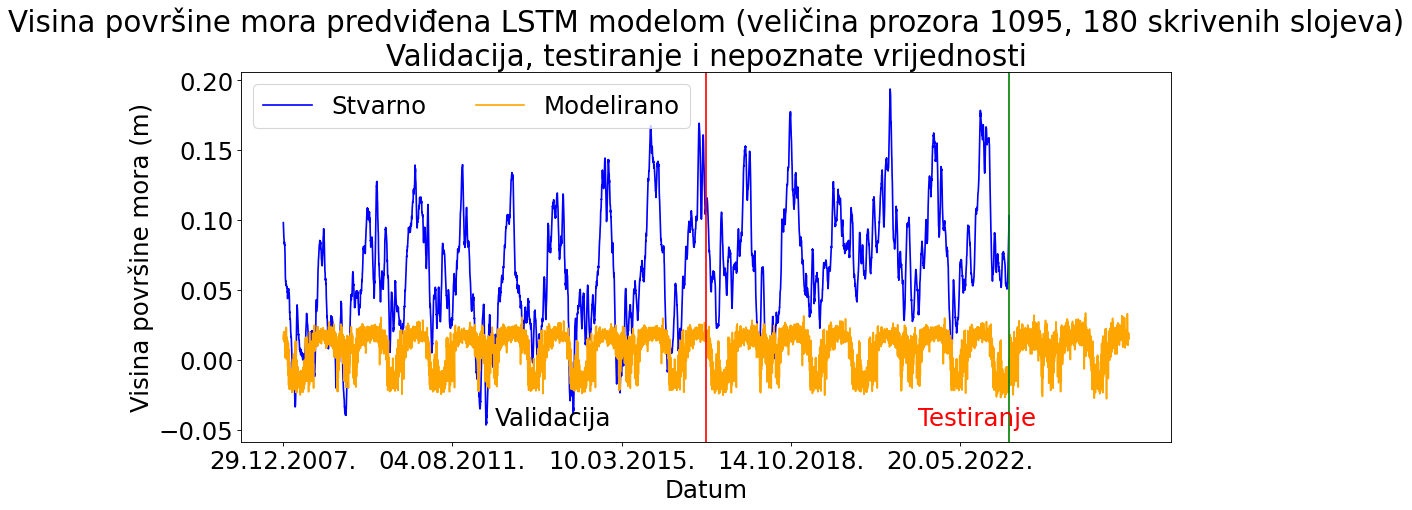 Visina površine mora predviđena LSTM modelom (veličina prozora 1095, 180 skrivenih slojeva)
Validacija, testiranje i nepoznate vrijednosti
Stvarno
Modelirano
Visina površine mora (m)
0.20
0.15
0.10
0.05
0.00
−0.05
Validacija
Testiranje
29.12.2007.
04.08.2011.
10.03.2015.
14.10.2018.
20.05.2022.
Datum